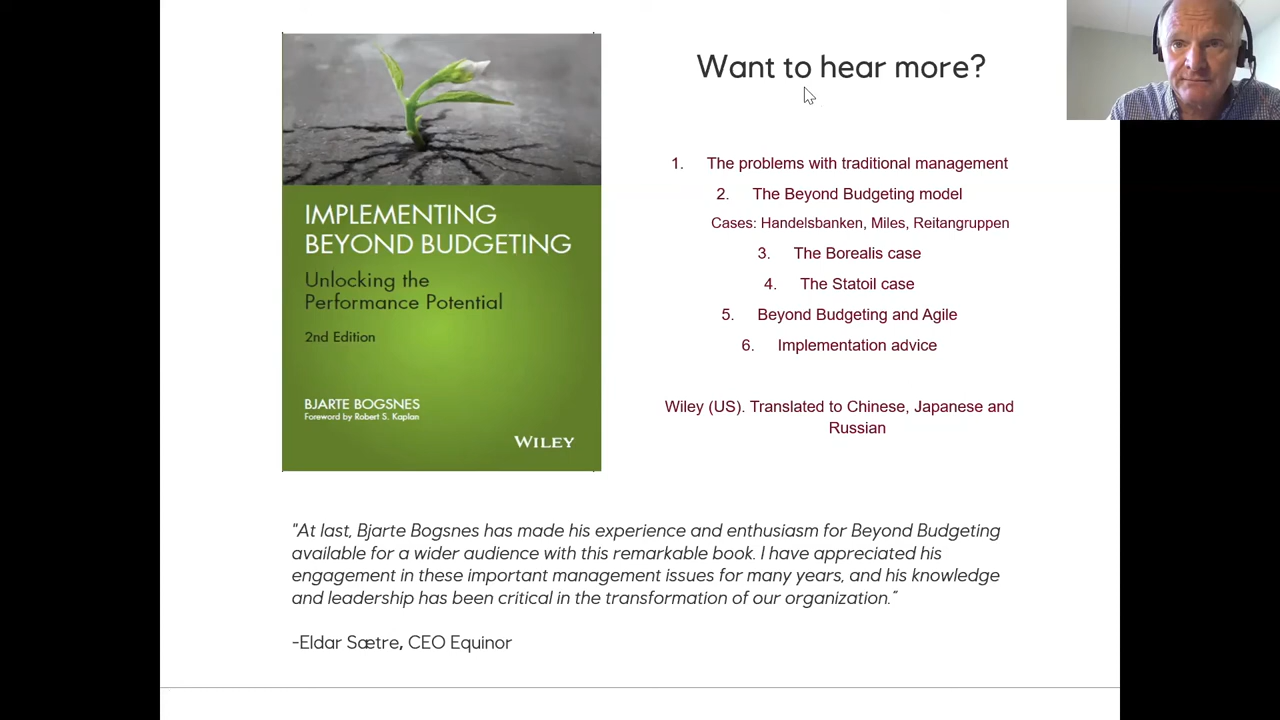 IMPLEMENTING
BEYOND BUDGETING
Unlocking the
Performance Potential
2nd Edition
BJARTE BOGSNES
Foreword by Robert S. Kaplan
WILEY
Want to hear more?
1. The problems with traditional management
2. The Beyond Budgeting model
Cases: Handelsbanken, Miles, Reitangruppen
3. The Borealis case
4. The Statoil case
5. Beyond Budgeting and Agile
6. Implementation advice
Wiley (US). Translated to Chinese, Japanese and
Russian
"At last, Bjarte Bogsnes has made his experience and enthusiasm for Beyond Budgeting
available for a wider audience with this remarkable book. I have appreciated his
engagement in these important management issues for many years, and his knowledge
and leadership has been critical in the transformation of our organization.”
-Eldar Sætre, CEO Equinor